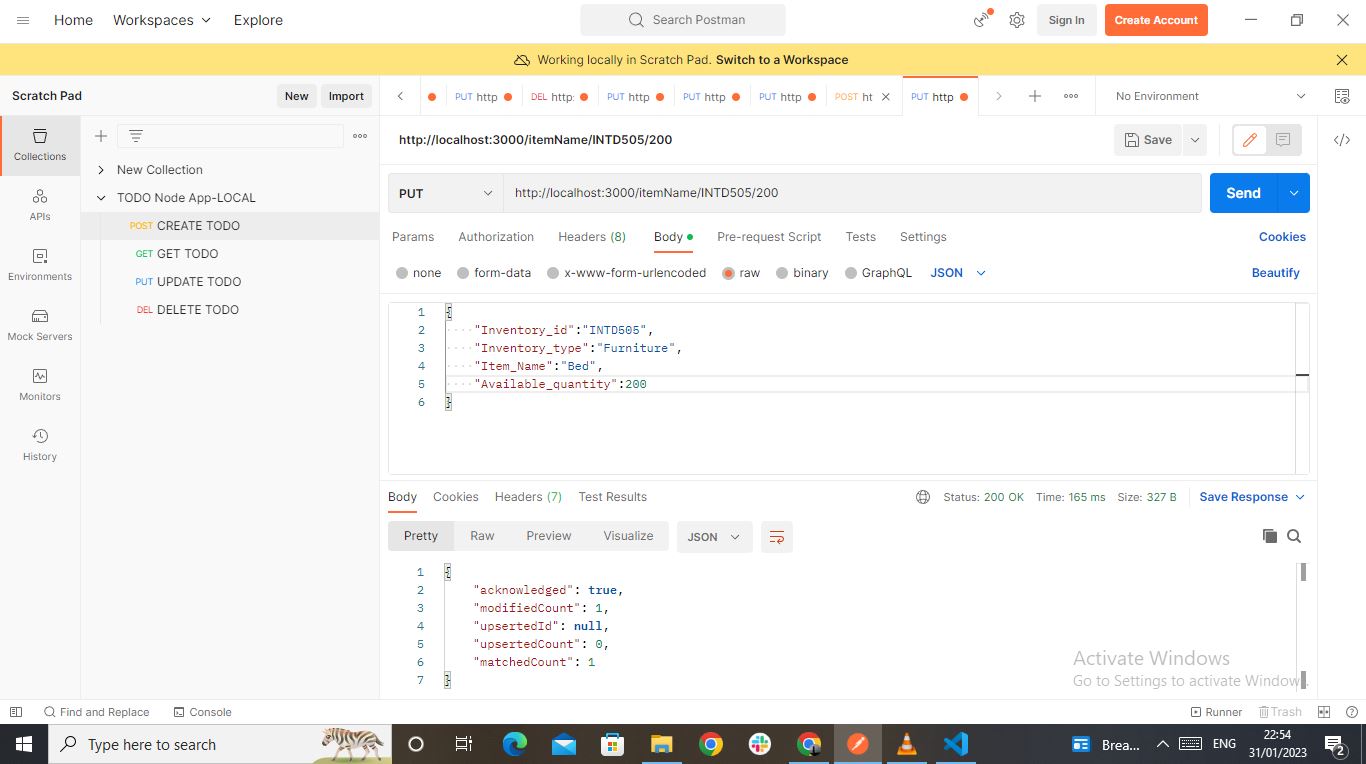 Home Workspaces Explore Search Postman Sign In Create Account
Working locally in Scratch Pad. Switch to a Workspace
Scratch Pad New Import PUT http DEL http: PUT http PUT http PUT http POST ht PUT http No Environment
Collections
APIs
Environments
Mock Servers
Monitors
History
New Collection
TODO Node App-LOCAL
POST CREATE TODO
GET GET TODO
PUT UPDATE TODO
DEL DELETE TODO
http://localhost:3000/itemName/INTD505/200 Save
PUT http://localhost:3000/itemName/INTD505/200 Send
Params Authorization Headers (8) Body Pre-request Script Tests Settings Cookies
none form-data x-www-form-urlencoded raw binary GraphQL JSON Beautify
1 {
2 "Inventory_id":"INTD505",
3 "Inventory_type":"Furniture",
4 "Item_Name":"Bed",
5 "Available_quantity":200
6 }
Body Cookies Headers (7) Test Results Status: 200 OK Time: 165 ms Size: 327 B Save Response
Pretty Raw Preview Visualize JSON
1 {
2 "acknowledged": true,
3 "modifiedCount": 1,
4 "upsertedId": null,
5 "upsertedCount": 0,
6 "matchedCount": 1
7 }
Activate Windows
Go to Settings to activate Windows.
Find and Replace Console Runner Trash
Type here to search Brea... ENG 22:54
31/01/2023 2